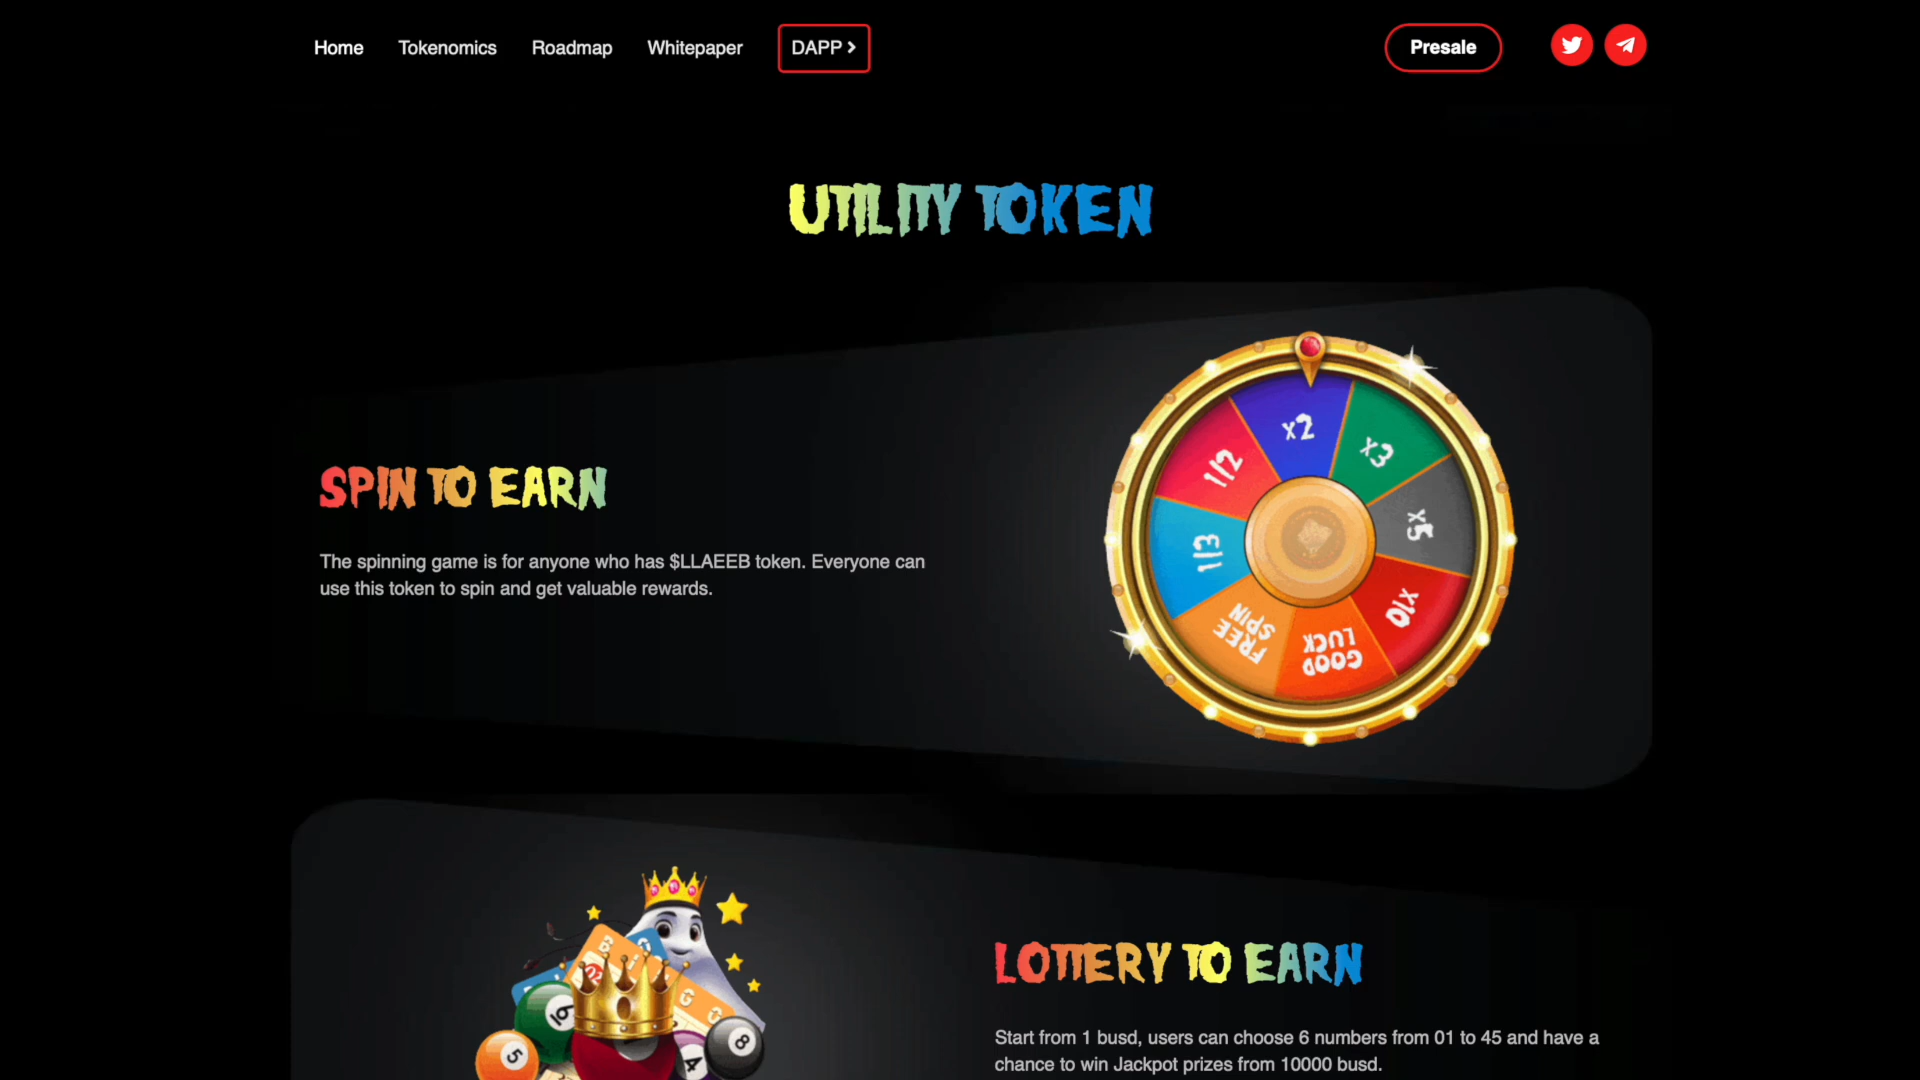 Home Tokenomics Roadmap Whitepaper DAPP Presale
UTILITY TOKEN
SPIN TO EARN
The spinning game is for anyone who has $LLAEEB token. Everyone can
use this token to spin and get valuable rewards.
x2
x3
x5
x10
GOOD
LUCK
FREE
SPIN
1/3
1/2
LOTTERY TO EARN
Start from 1 busd, users can choose 6 numbers from 01 to 45 and have a
chance to win Jackpot prizes from 10000 busd.
5
8
4